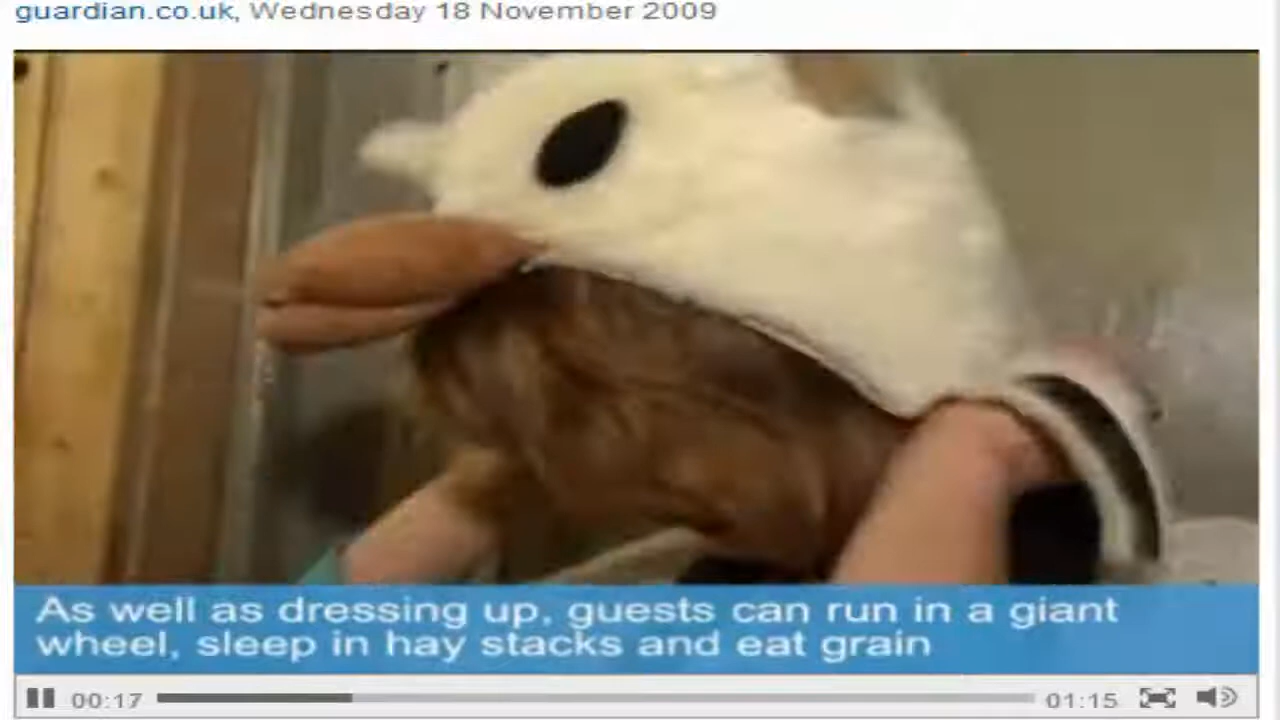 guardian.co.uk, Wednesday 18 November 2009
As well as dressing up, guests can run in a giant
wheel, sleep in hay stacks and eat grain
00:17
01:15